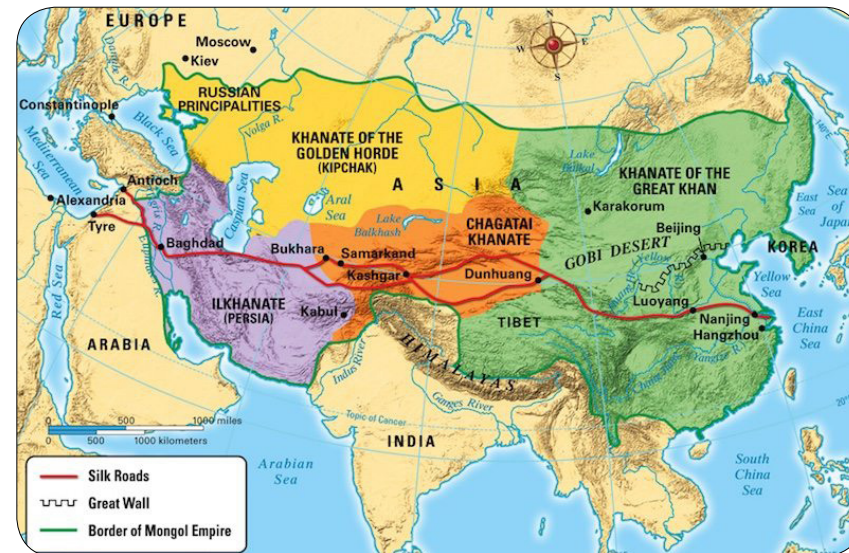 EUROPE
Moscow
Kiev
RUSSIAN
PRINCIPALITIES
Constantinople
Black Sea
Volga R.
KHANATE OF THE
GOLDEN HORDE
(KIPCHAK)
Mediterranean
Sea
Antioch
Alexandria
Tyre
Tigris R.
Caspian Sea
Aral
Sea
ASIA
Lake
Balkhash
CHAGATAI
KHANATE
Lake
Baikal
KHANATE OF THE
GREAT KHAN
Karakorum
Beijing
GOBI DESERT
East
Sea
Sea of
Japan
KOREA
Baghdad
Bukhara
Samarkand
Kashgar
Dunhuang
Yellow
Yellow
Sea
Luoyang
Nanjing
Hangzhou
East
China
Sea
Red Sea
ILKHANATE
(PERSIA)
Kabul
TIBET
HIMALAYAS
Yangtze R.
ARABIA
Indus River
Ganges River
Topic of Cancer
INDIA
Arabian
Sea
South
China
Sea
N
W
E
S
0
500
1000 miles
0
500
1000 kilometers
Silk Roads
Great Wall
Border of Mongol Empire